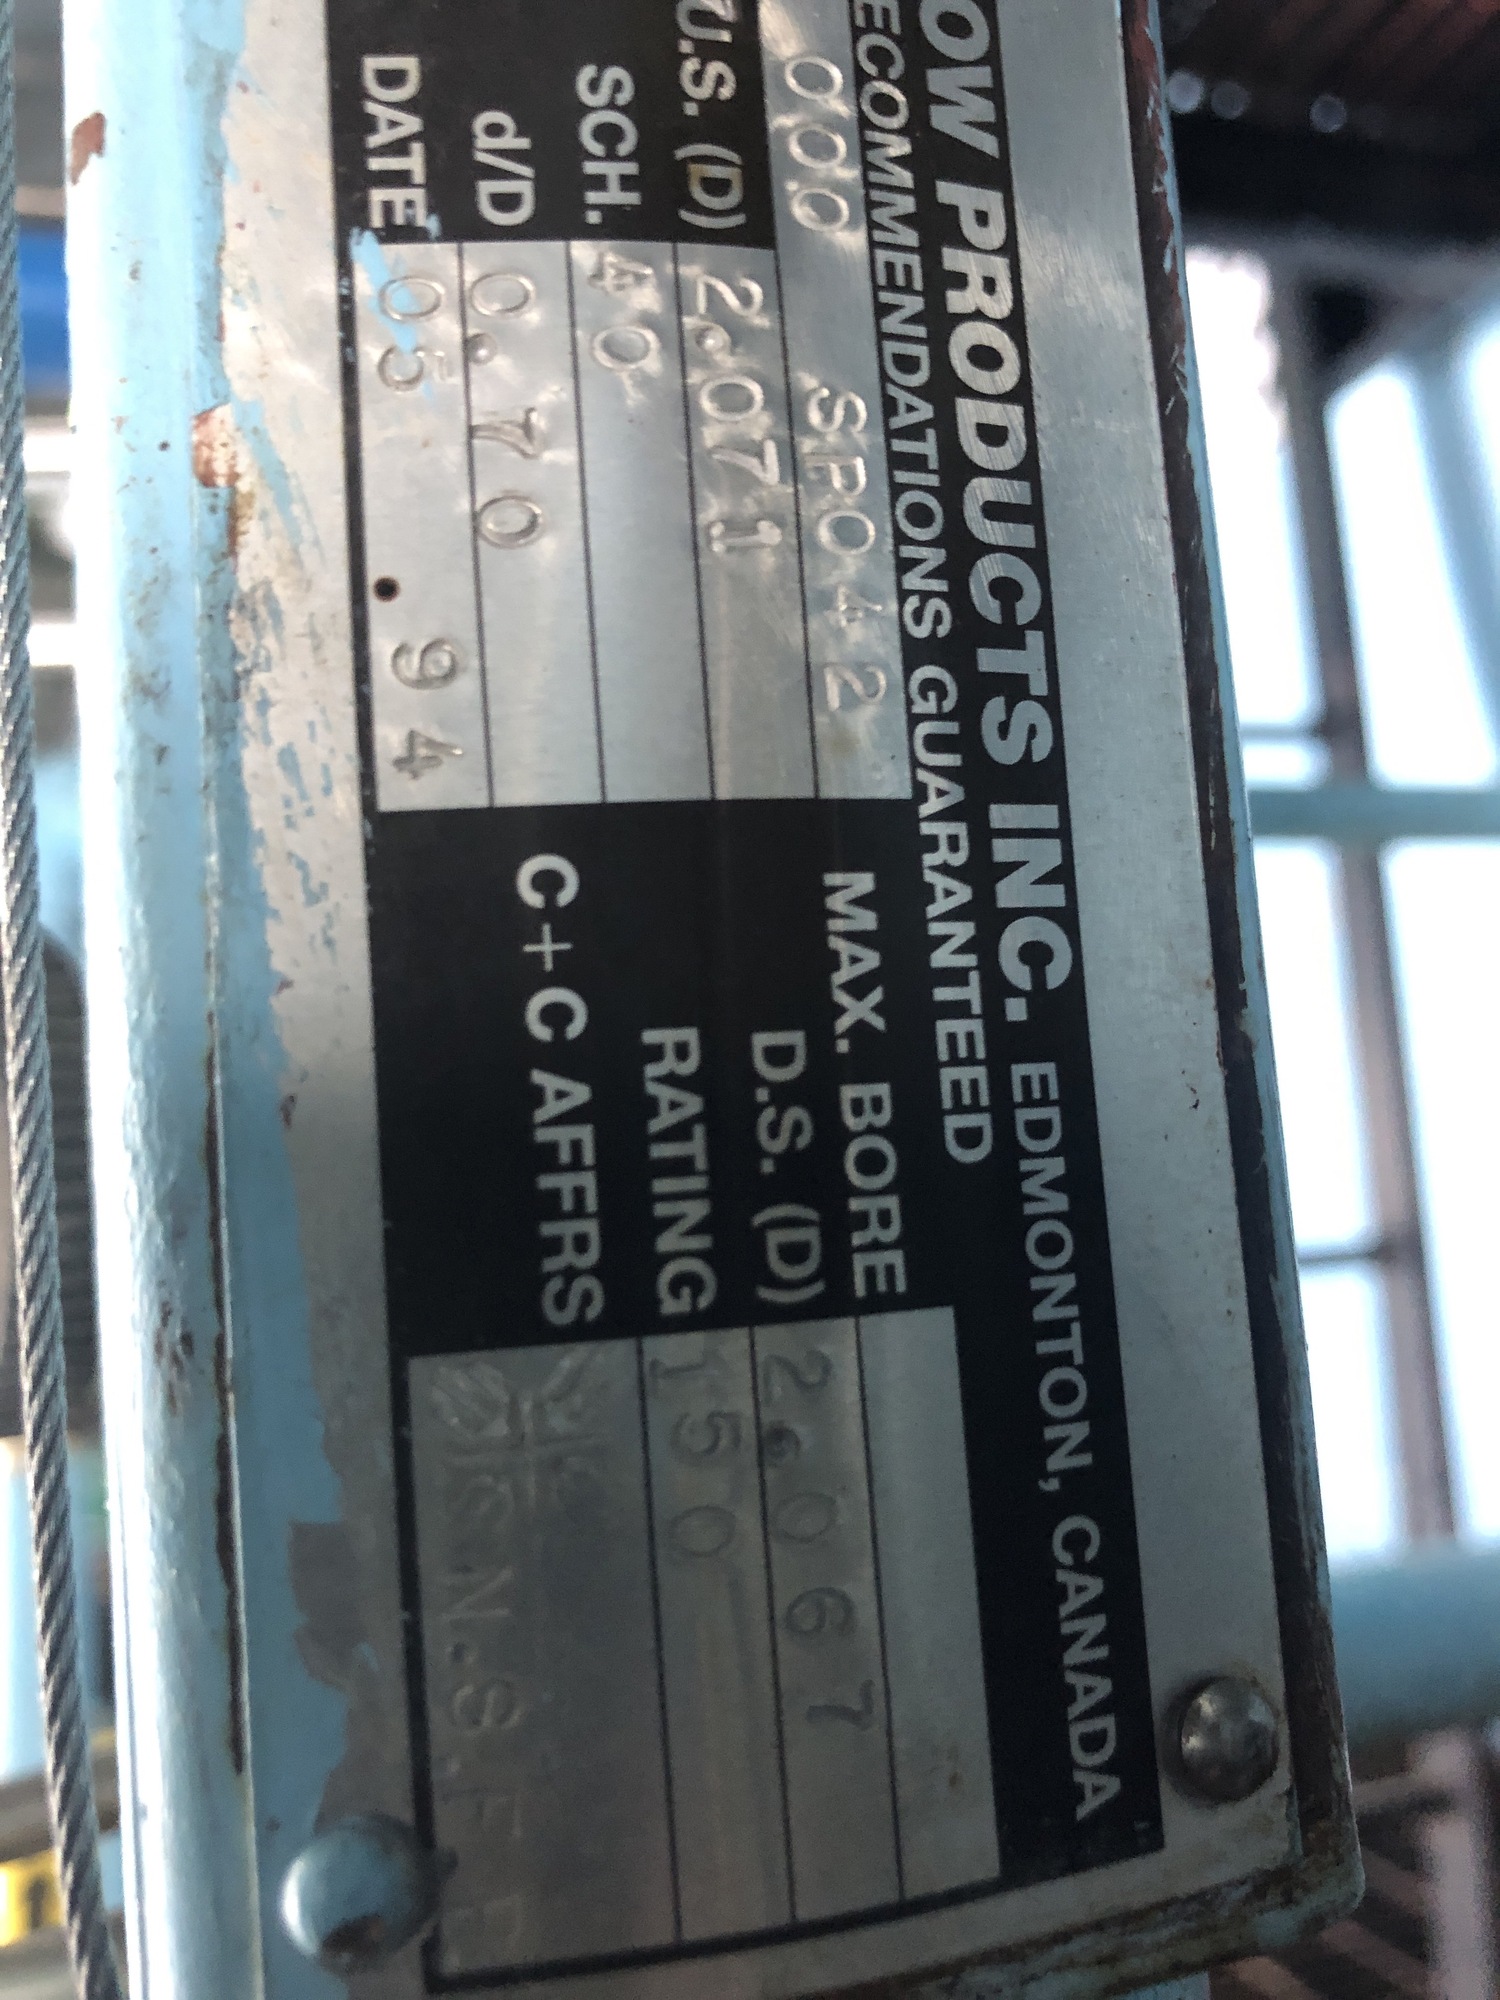 OW PRODUCTS INC. EDMONTON, CANADA
ECOMMENDATIONS GUARANTEED
000 SPO42 MAX. BORE
U.S. (D) 2.071 D.S. (D) 2.067
SCH. 40 RATING 150
d/D 0.70 C+C AFFRS
DATE 05 .94